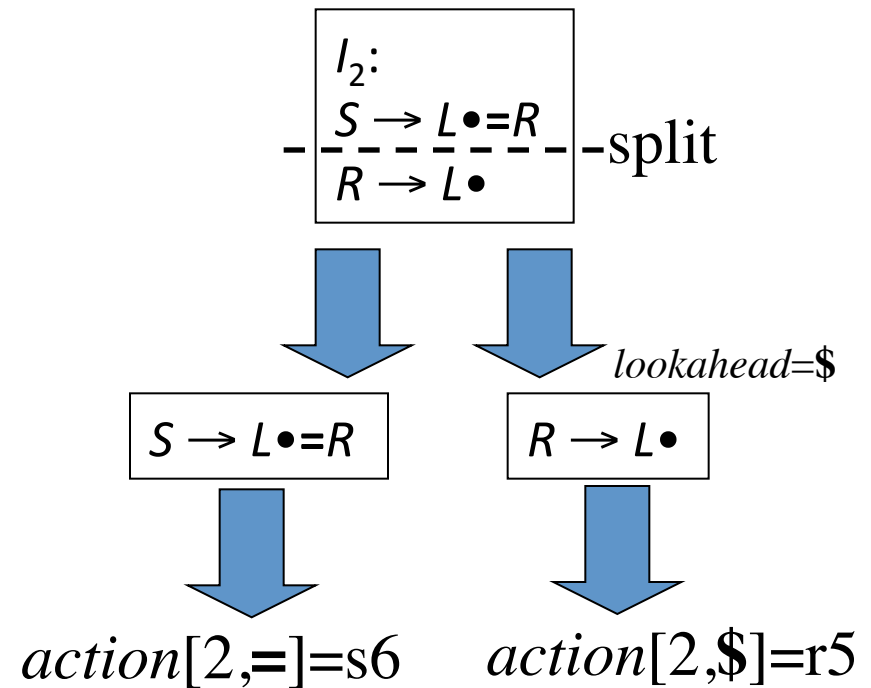 I₂:
S → L•=R
split
R → L•
lookahead=$
S → L•=R
R → L•
action[2,=]=s6
action[2,$]=r5